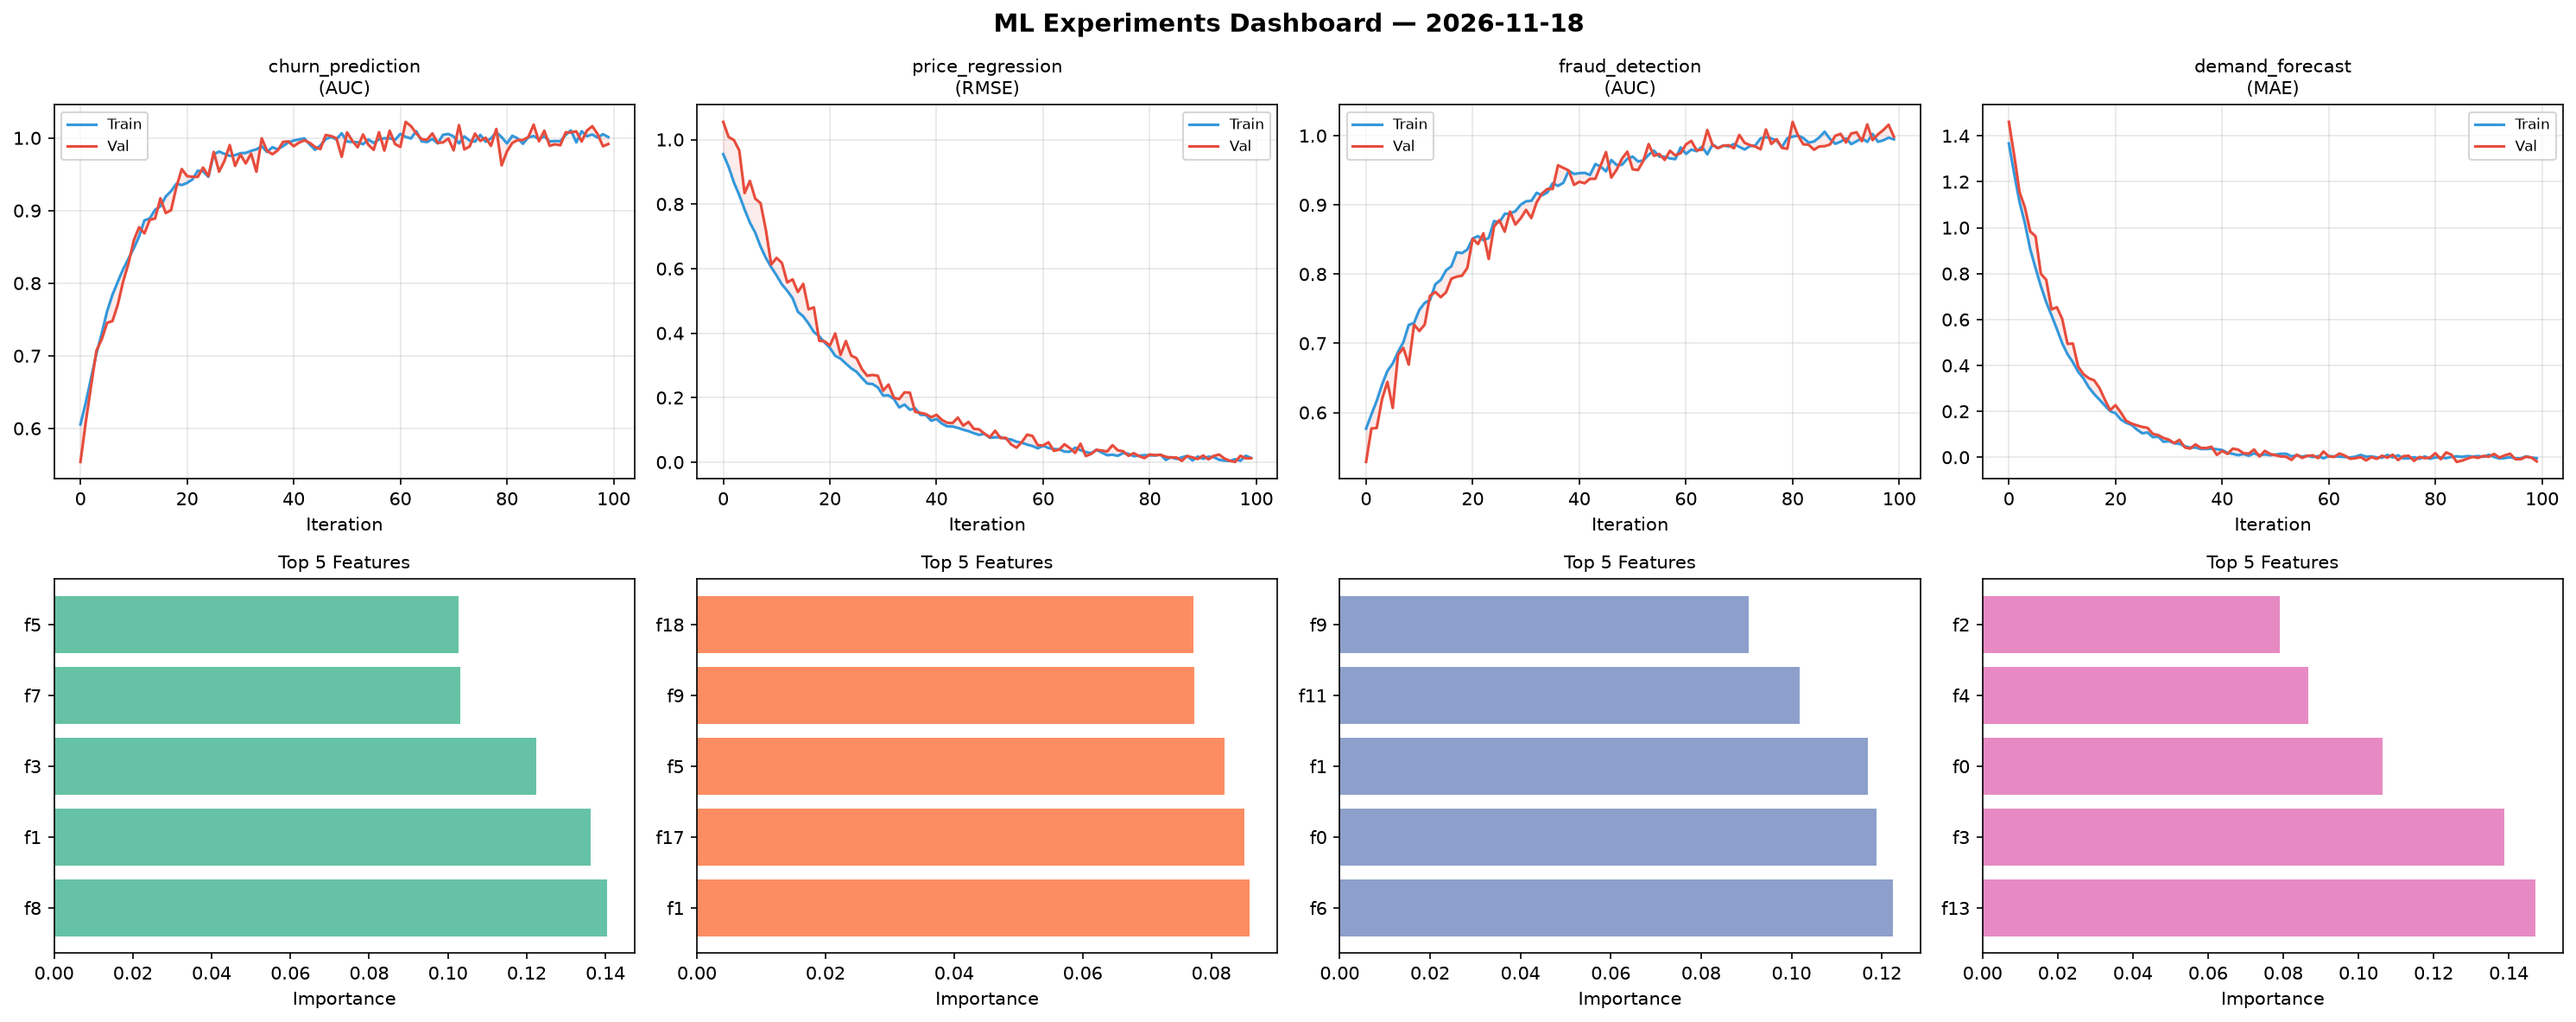 ML Experiments Dashboard — 2026-11-18
churn_prediction
(AUC)
Train
Val
1.0
0.9
0.8
0.7
0.6
0 20 40 60 80 100
Iteration
price_regression
(RMSE)
Train
Val
1.0
0.8
0.6
0.4
0.2
0.0
0 20 40 60 80 100
Iteration
fraud_detection
(AUC)
Train
Val
1.0
0.9
0.8
0.7
0.6
0 20 40 60 80 100
Iteration
demand_forecast
(MAE)
Train
Val
1.4
1.2
1.0
0.8
0.6
0.4
0.2
0.0
0 20 40 60 80 100
Iteration
Top 5 Features
f5
f7
f3
f1
f8
0.00 0.02 0.04 0.06 0.08 0.10 0.12 0.14
Importance
Top 5 Features
f18
f9
f5
f17
f1
0.00 0.02 0.04 0.06 0.08
Importance
Top 5 Features
f9
f11
f1
f0
f6
0.00 0.02 0.04 0.06 0.08 0.10 0.12
Importance
Top 5 Features
f2
f4
f0
f3
f13
0.00 0.02 0.04 0.06 0.08 0.10 0.12 0.14
Importance